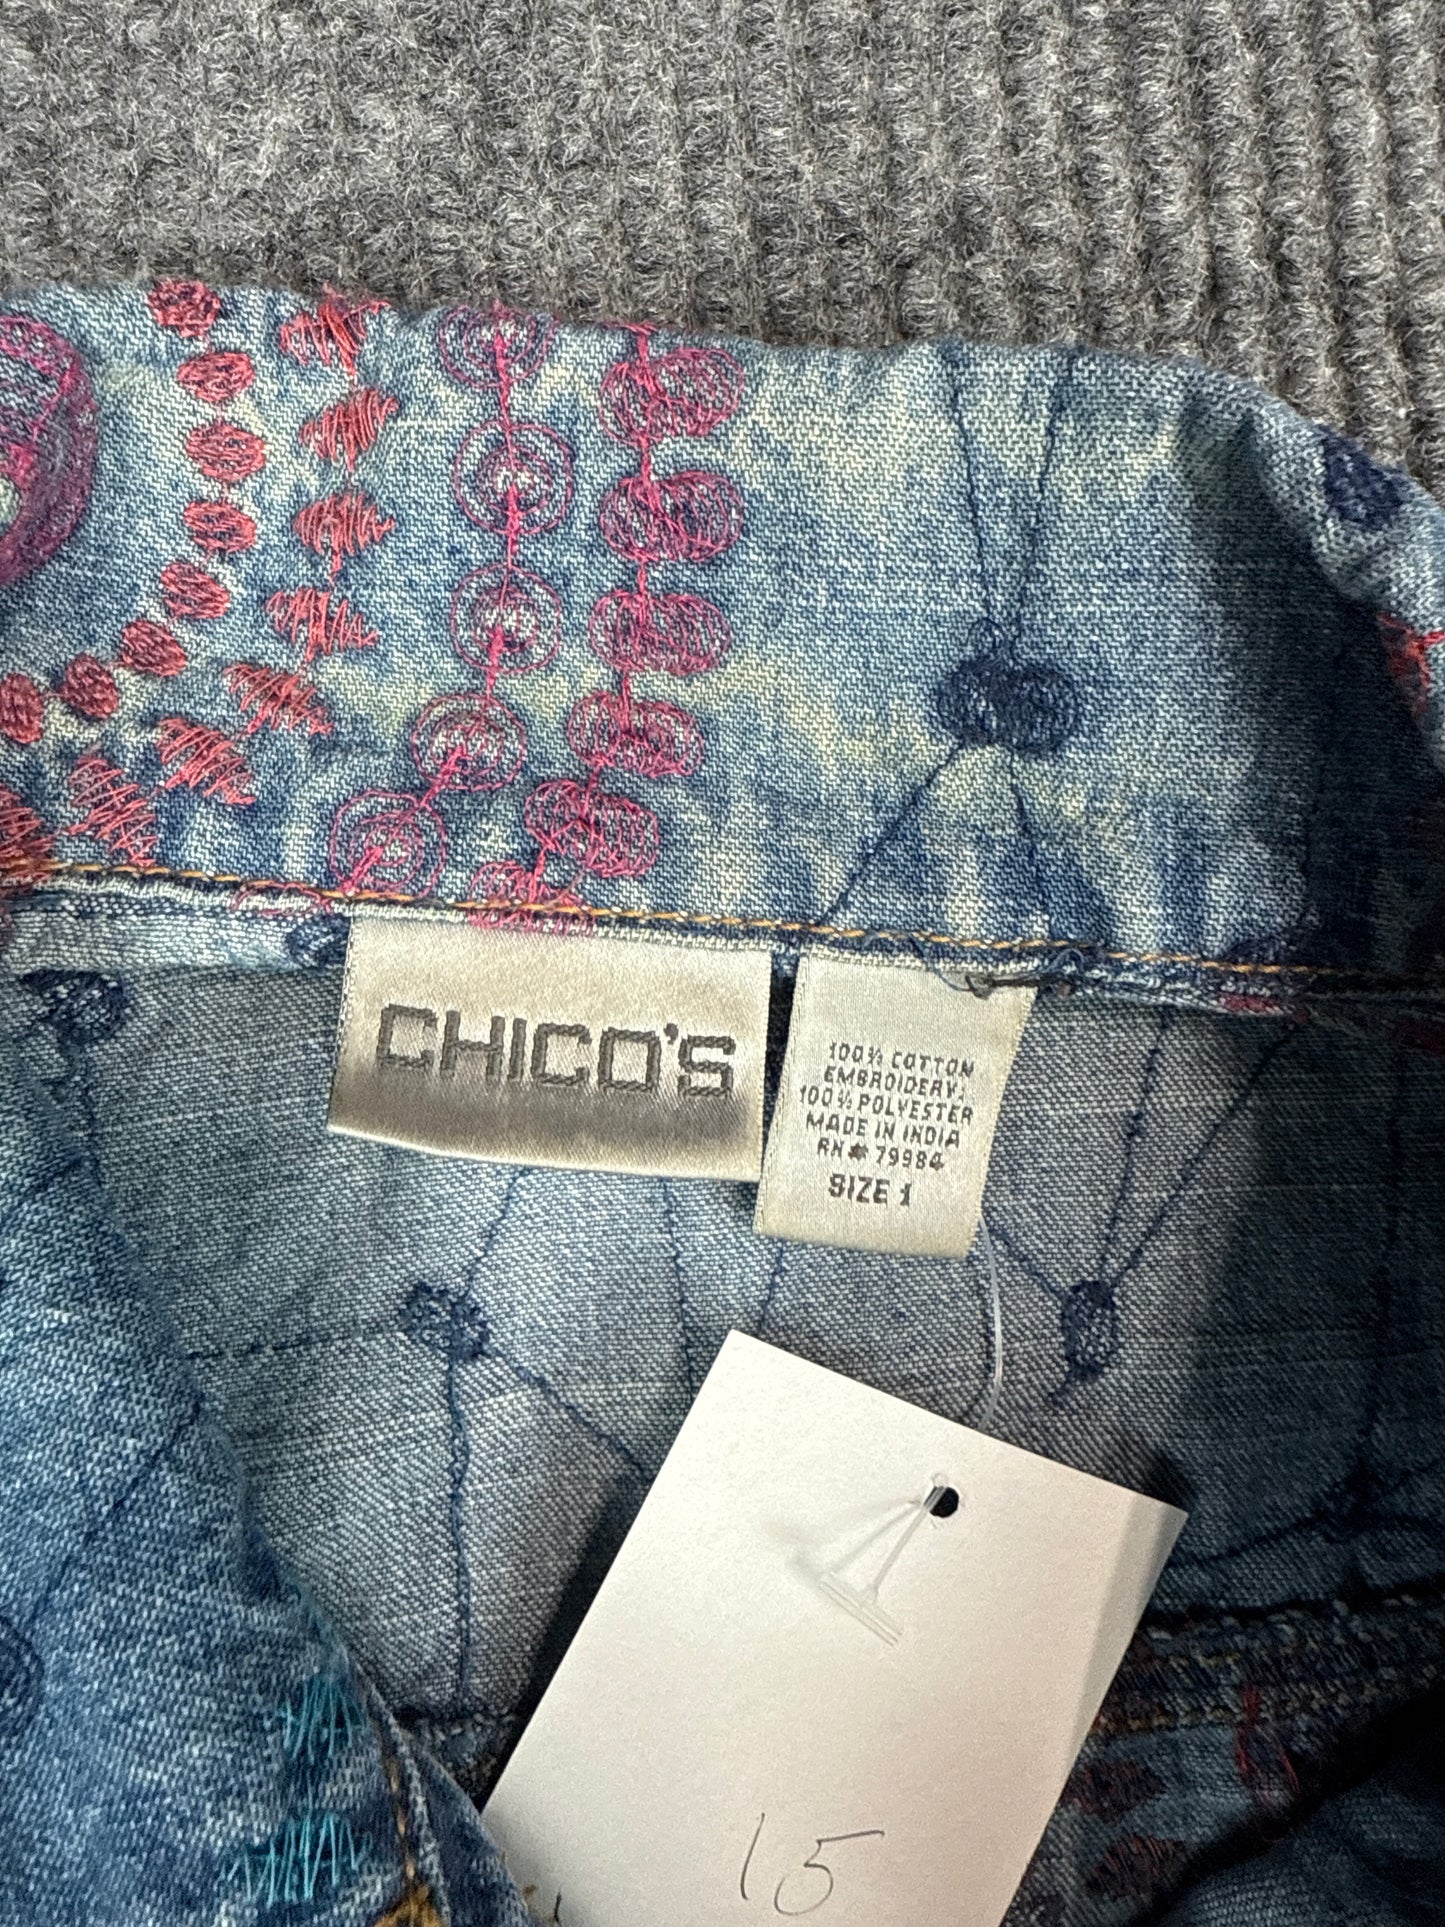 CHICO'S
100% COTTON
EMBROIDERY:
100% POLYESTER
MADE IN INDIA
RN# 79984
SIZE 1
15